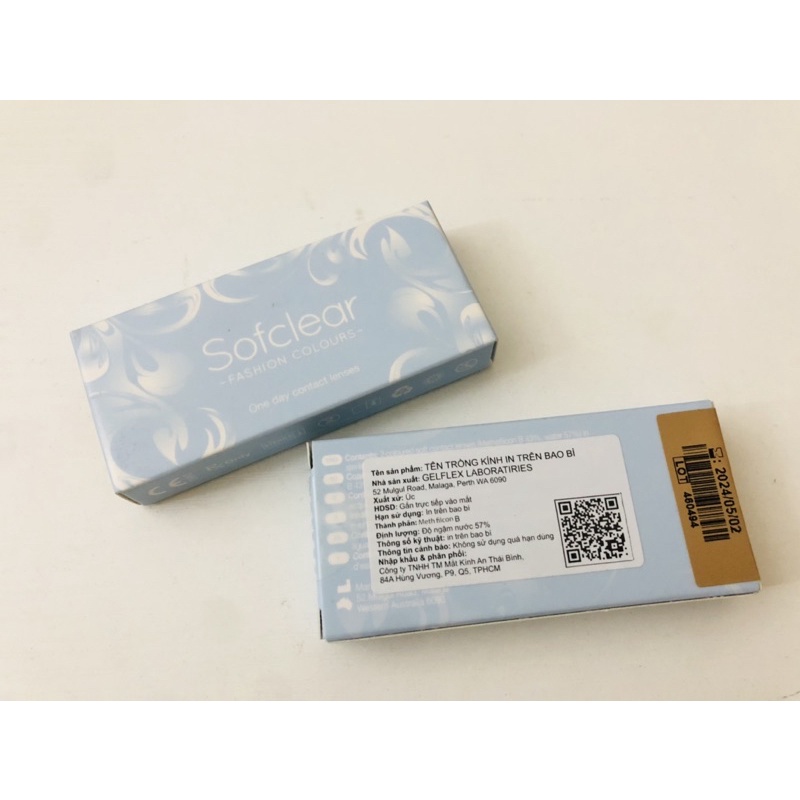 Sofclear
-FASHION COLOURS-
One day contact lenses
CE
Tên sản phẩm: TÊN TRÒNG KÍNH IN TRÊN BAO BÌ
Nhà sản xuất: GELFLEX LABORATIRIES
52 Mulgul Road, Malaga, Perth WA 6090
Xuất xứ: Úc
HDSD: Gắn trực tiếp vào mắt
Hạn sử dụng: In trên bao bì
Thành phần: Methfilcon B
Định lượng: Độ ngậm nước 57%
Thông số kỹ thuật: in trên bao bì
Thông tin cảnh báo: Không sử dụng quá hạn dùng
Nhập khẩu & phân phối:
Công ty TNHH TM Mắt Kính An Thái Bình,
84A Hùng Vương, P9, Q5, TPHCM
2024/05/02
LOT 460494